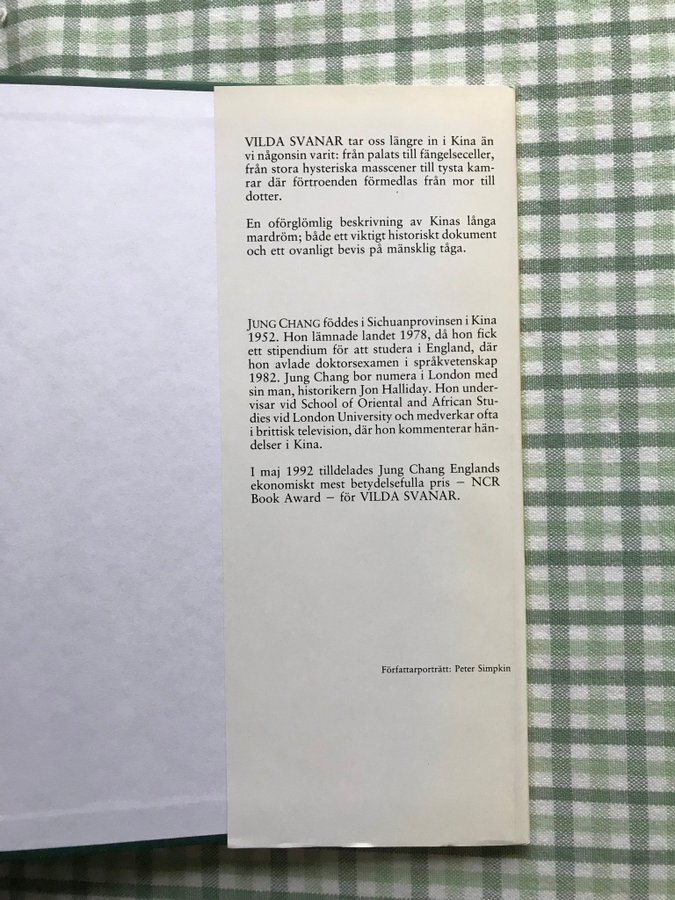 VILDA SVANAR tar oss längre in i Kina än
vi någonsin varit: från palats till fängelseceller,
från stora hysteriska masscener till tysta kam-
rar där förtroenden förmedlas från mor till
dotter.
En oförglömlig beskrivning av Kinas långa
mardröm; både ett viktigt historiskt dokument
och ett ovanligt bevis på mänsklig tåga.
JUNG CHANG föddes i Sichuanprovinsen i Kina
1952. Hon lämnade landet 1978, då hon fick
ett stipendium för att studera i England, där
hon avlade doktorsexamen i språkvetenskap
1982. Jung Chang bor numera i London med
sin man, historikern Jon Halliday. Hon under-
visar vid School of Oriental and African Stu-
dies vid London University och medverkar ofta
i brittisk television, där hon kommenterar hän-
delser i Kina.
I maj 1992 tilldelades Jung Chang Englands
ekonomiskt mest betydelsefulla pris – NCR
Book Award – för VILDA SVANAR.
Författarporträtt: Peter Simpkin